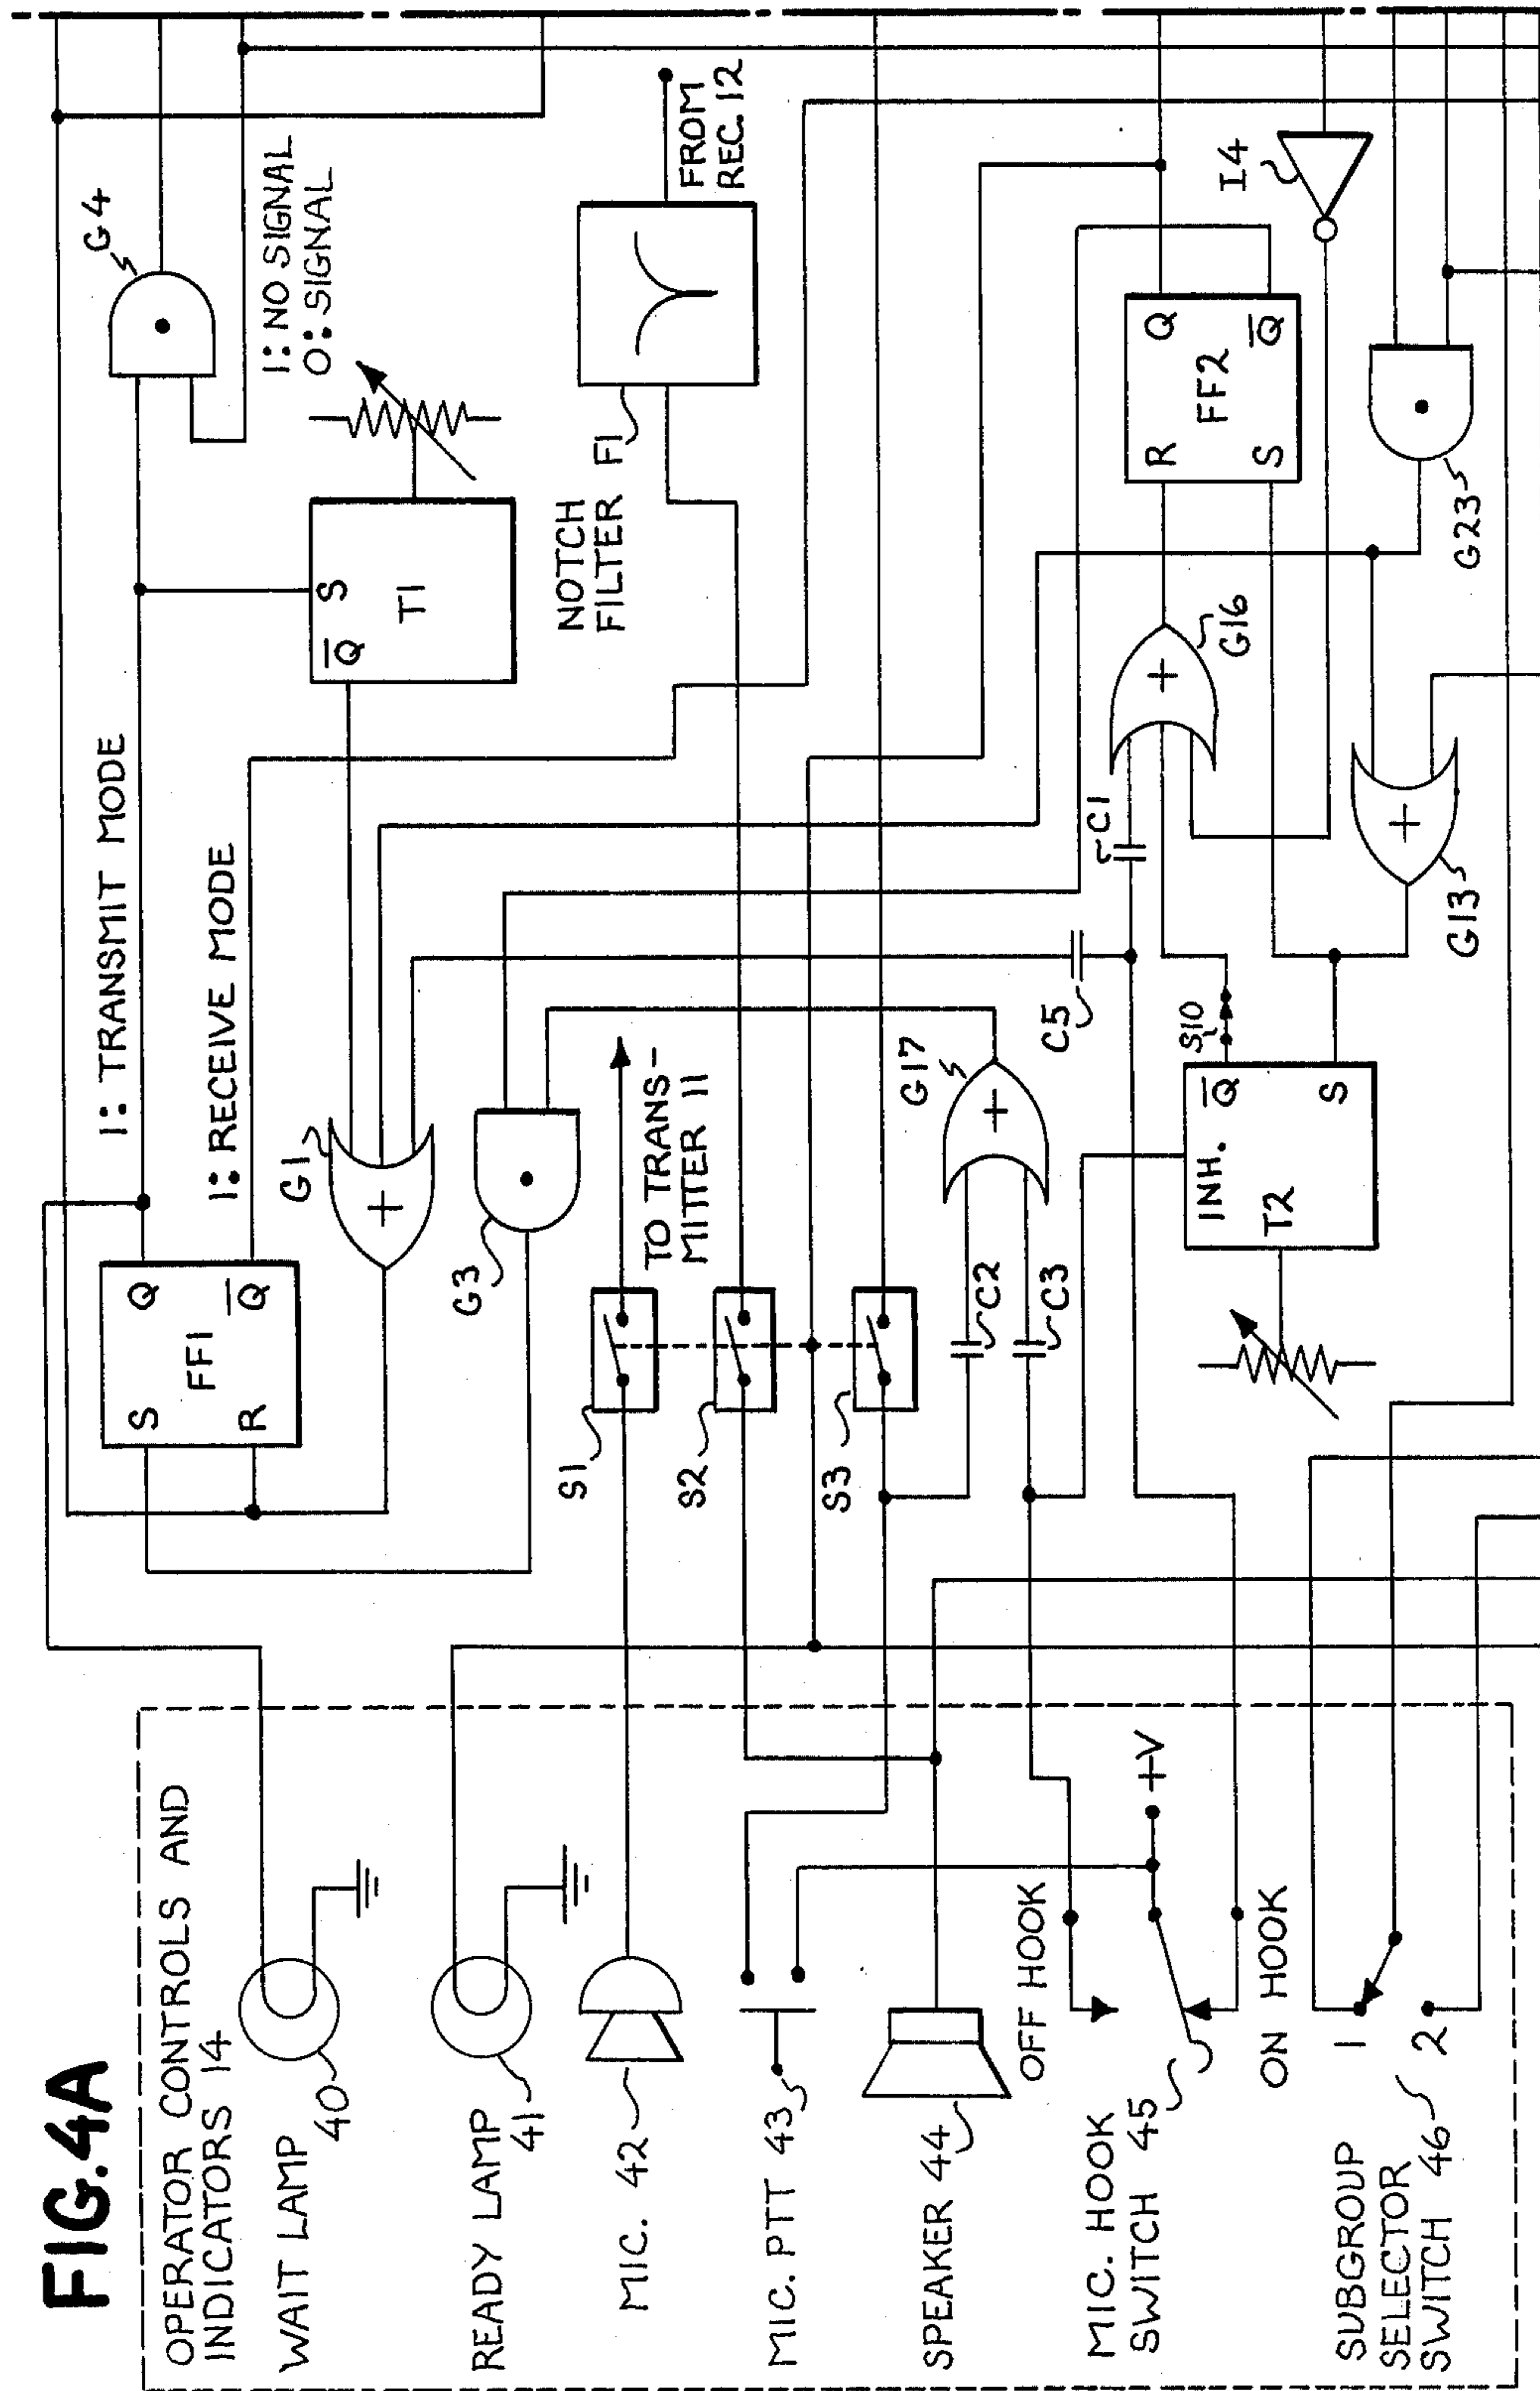 FIG.4A
OPERATOR CONTROLS AND
INDICATORS 14
WAIT LAMP
40
READY LAMP
41
MIC. 42
MIC. PTT 43
SPEAKER 44
OFF HOOK
+V
MIC. HOOK
SWITCH 45
ON HOOK
SUBGROUP
SELECTOR
SWITCH 46
1
2
FF1
S
R
Q
Q̅
1: TRANSMIT MODE
1: RECEIVE MODE
G1
+
G3
S1
S2
S3
TO TRANS-
MITTER 11
C2
C3
G17
+
C5
INH.
T2
Q̅
S
S10
C1
G16
+
G13
+
T1
Q̅
S
G4
1: NO SIGNAL
0: SIGNAL
NOTCH
FILTER F1
FROM
REC. 12
FF2
R
S
Q
Q̅
I4
G23